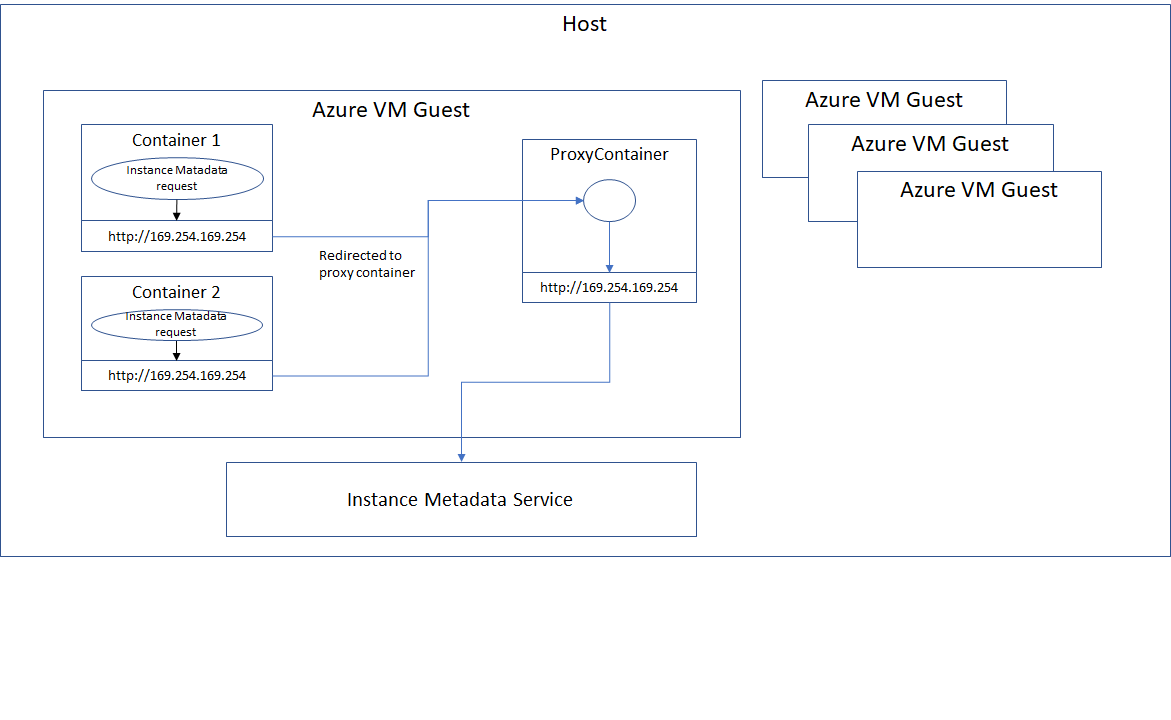 Host
Azure VM Guest
Container 1
Instance Matadata
request
http://169.254.169.254
Redirected to
proxy container
Container 2
Instance Matadata
request
http://169.254.169.254
ProxyContainer
http://169.254.169.254
Instance Metadata Service
Azure VM Guest
Azure VM Guest
Azure VM Guest